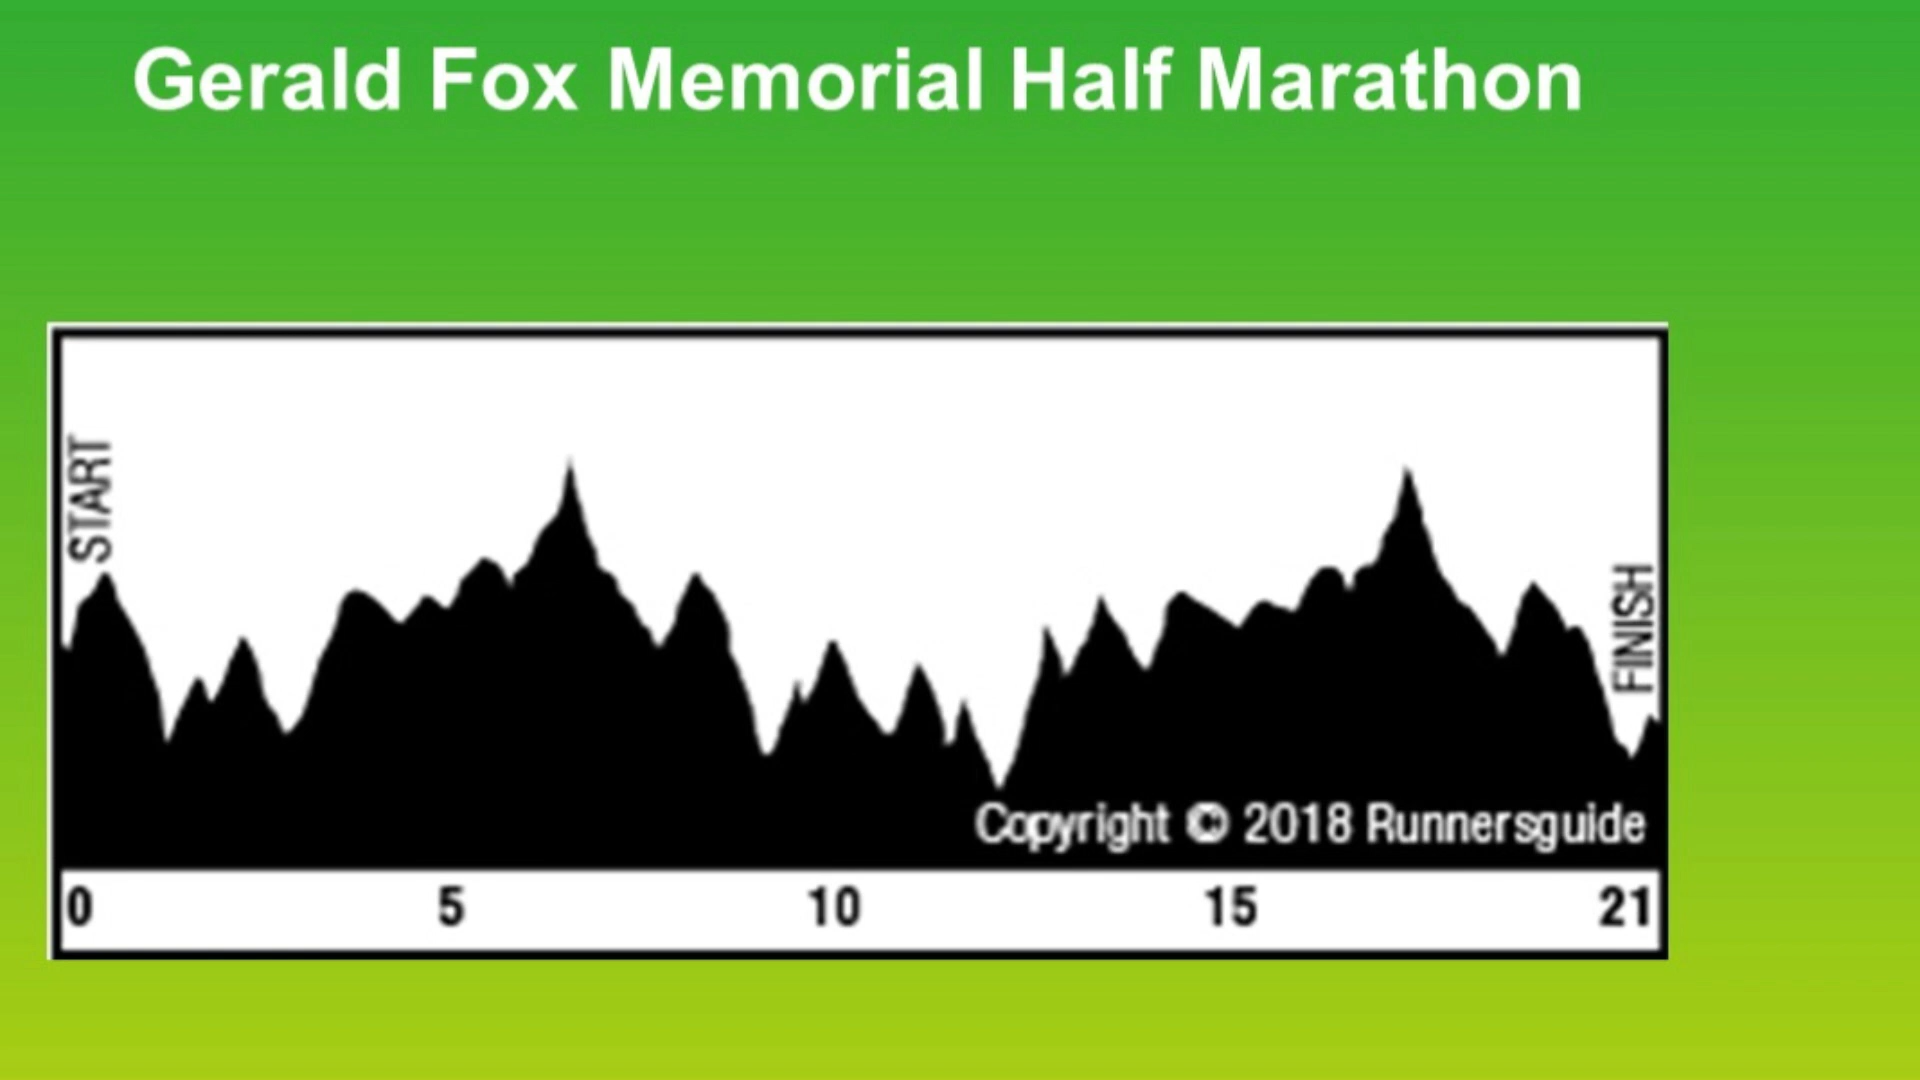 Gerald Fox Memorial Half Marathon
START
FINISH
Copyright © 2018 Runnersguide
0 5 10 15 21